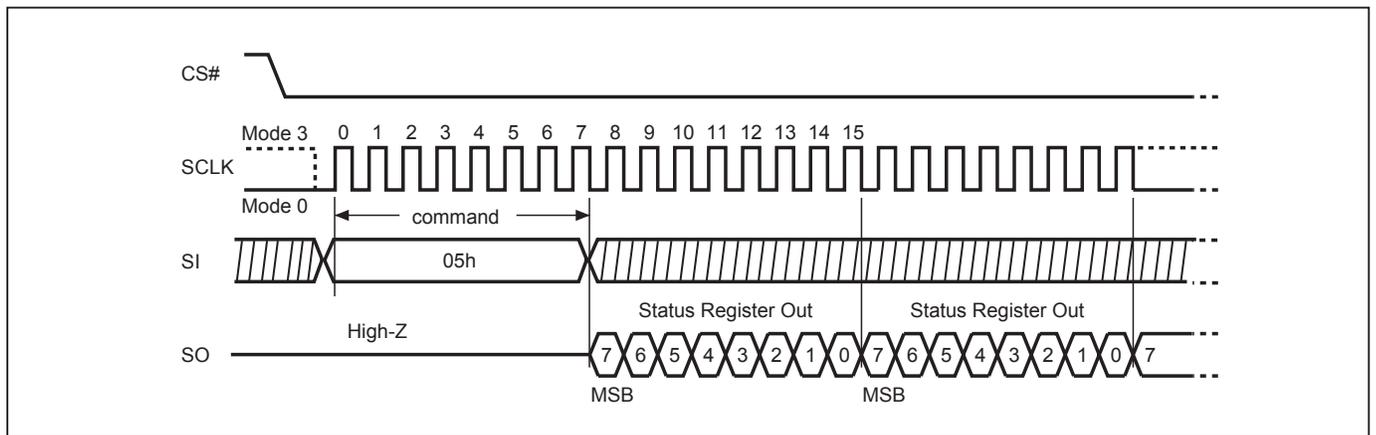 CS#
Mode 3 0 1 2 3 4 5 6 7 8 9 10 11 12 13 14 15
SCLK
Mode 0
command
SI 05h
Status Register Out Status Register Out
High-Z
SO 7 6 5 4 3 2 1 0 7 6 5 4 3 2 1 0 7
MSB MSB